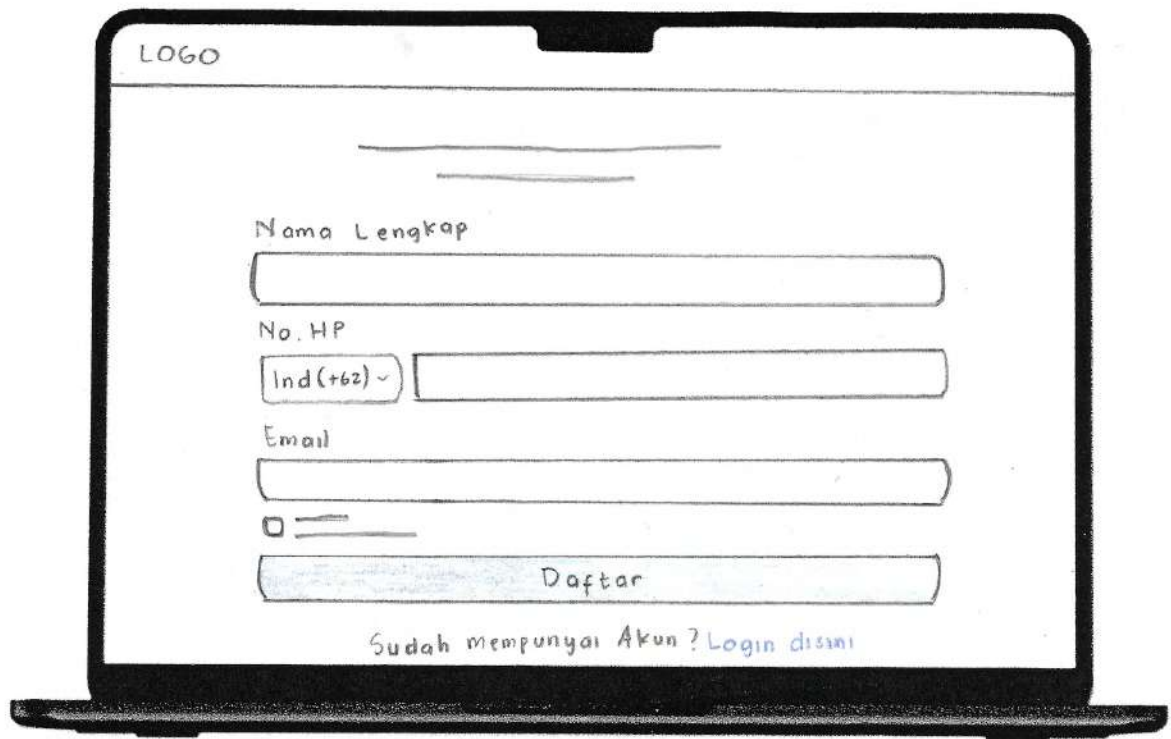 LOGO
Nama Lengkap
No. HP
Ind (+62)
Email
Daftar
Sudah mempunyai Akun? Login disini